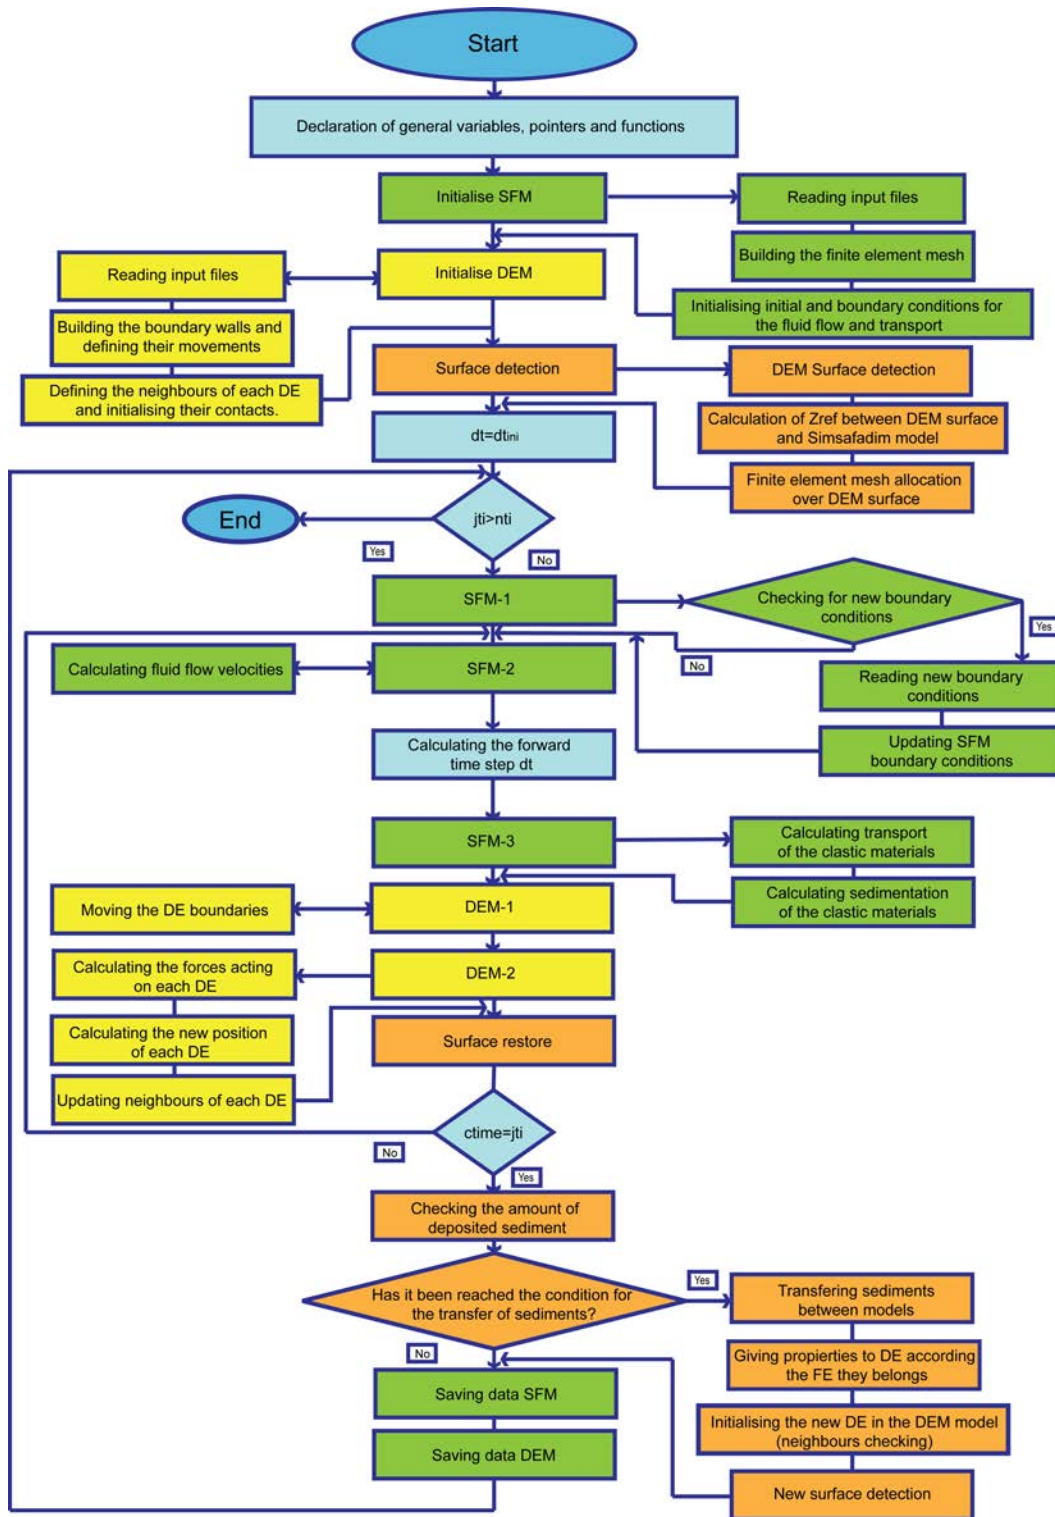 Start
Declaration of general variables, pointers and functions
Initialise SFM
Reading input files
Building the finite element mesh
Initialising initial and boundary conditions for
the fluid flow and transport
Initialise DEM
Reading input files
Building the boundary walls and
defining their movements
Defining the neighbours of each DE
and initialising their contacts.
Surface detection
DEM Surface detection
Calculation of Zref between DEM surface
and Simsafadim model
Finite element mesh allocation
over DEM surface
dt=dtini
jti>nti
End
Yes
No
SFM-1
Checking for new boundary
conditions
Yes
No
Reading new boundary
conditions
Updating SFM
boundary conditions
SFM-2
Calculating fluid flow velocities
Calculating the forward
time step dt
SFM-3
Calculating transport
of the clastic materials
Calculating sedimentation
of the clastic materials
DEM-1
Moving the DE boundaries
DEM-2
Calculating the forces acting
on each DE
Calculating the new position
of each DE
Updating neighbours of each DE
Surface restore
ctime=jti
No
Yes
Checking the amount of
deposited sediment
Has it been reached the condition for
the transfer of sediments?
Yes
No
Transfering sediments
between models
Giving propierties to DE according
the FE they belongs
Initialising the new DE in the DEM model
(neighbours checking)
New surface detection
Saving data SFM
Saving data DEM